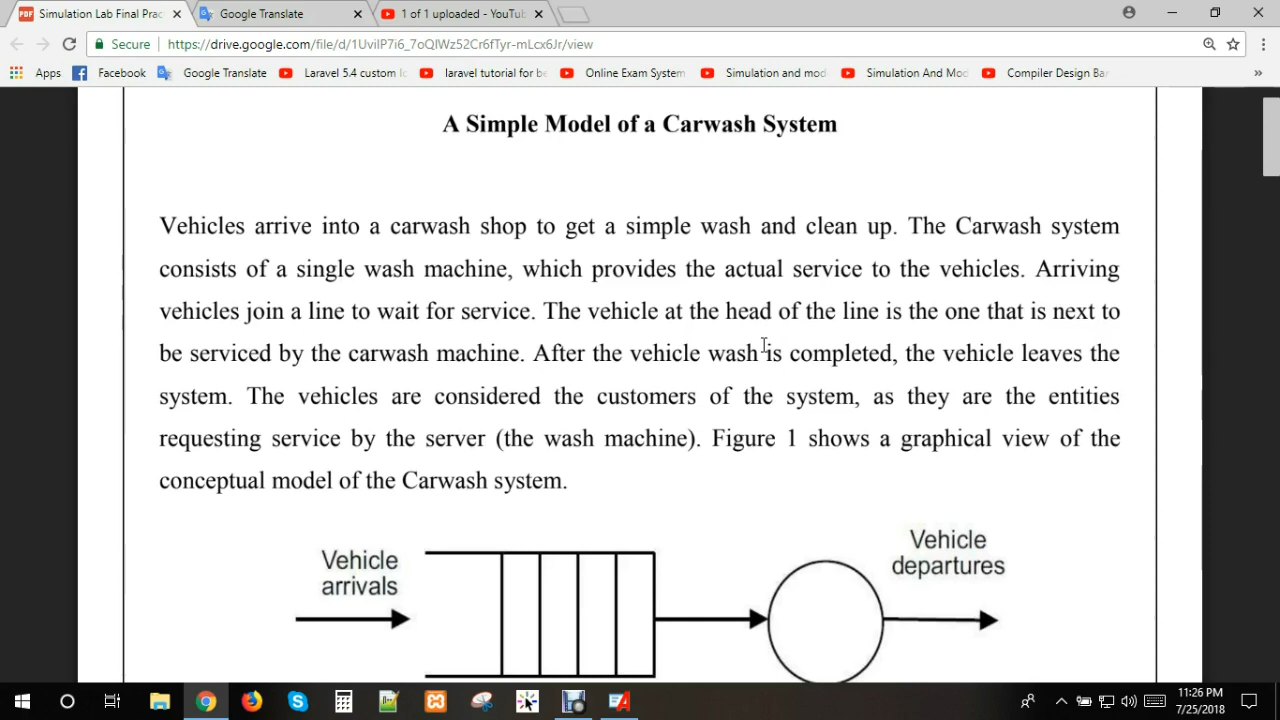 Simulation Lab Final Prac
Google Translate
1 of 1 uploaded - YouTu
Secure
https://drive.google.com/file/d/1UvilP7i6_7oQlWz52Cr6fTyr-mLcx6Jr/view
Apps
Facebook
Google Translate
Laravel 5.4 custom lo
laravel tutorial for be
Online Exam System
Simulation and mod
Simulation And Mod
Compiler Design Ban
»
A Simple Model of a Carwash System
Vehicles arrive into a carwash shop to get a simple wash and clean up. The Carwash system
consists of a single wash machine, which provides the actual service to the vehicles. Arriving
vehicles join a line to wait for service. The vehicle at the head of the line is the one that is next to
be serviced by the carwash machine. After the vehicle wash is completed, the vehicle leaves the
system. The vehicles are considered the customers of the system, as they are the entities
requesting service by the server (the wash machine). Figure 1 shows a graphical view of the
conceptual model of the Carwash system.
Vehicle
arrivals
Vehicle
departures
11:26 PM
7/25/2018